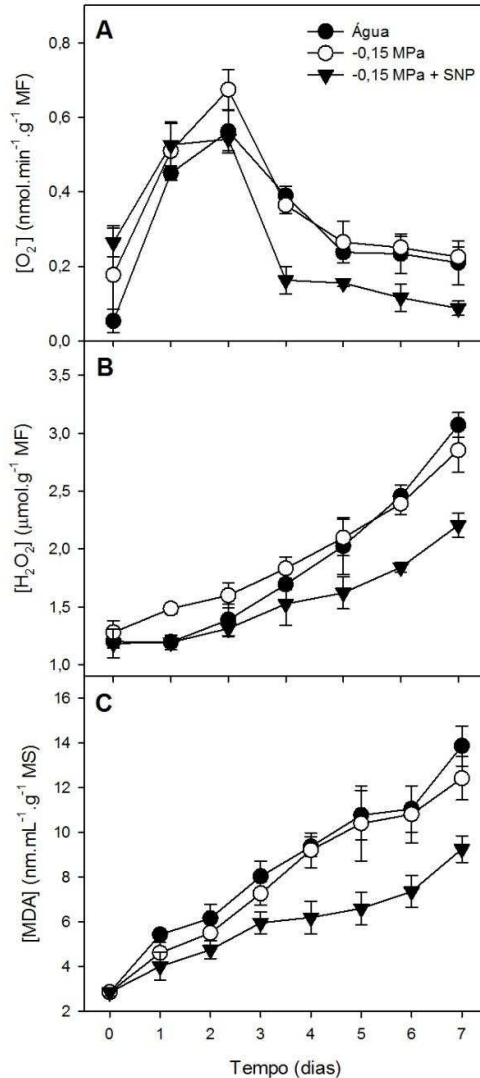 A
Água
-0,15 MPa
-0,15 MPa + SNP
[O₂] (nmol.min⁻¹.g⁻¹ MF)
0,8
0,6
0,4
0,2
0,0
B
[H₂O₂] (µmol.g⁻¹ MF)
3,5
3,0
2,5
2,0
1,5
1,0
C
[MDA] (nm.mL⁻¹.g⁻¹ MS)
16
14
12
10
8
6
4
2
0 1 2 3 4 5 6 7
Tempo (dias)